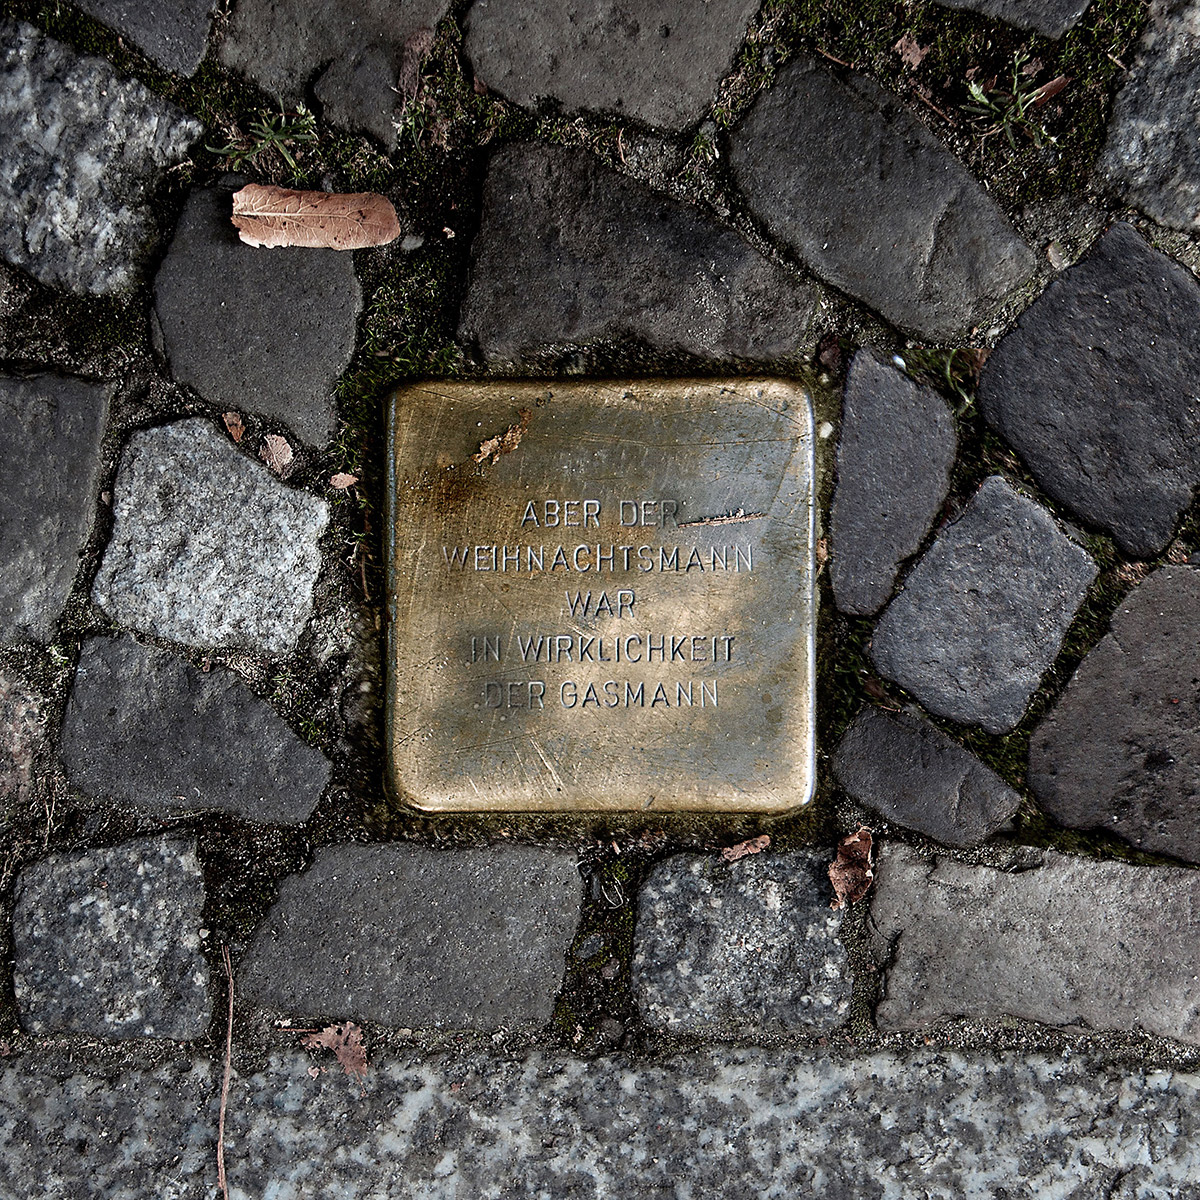 ABER DER
WEIHNACHTSMANN
WAR
IN WIRKLICHKEIT
DER GASMANN